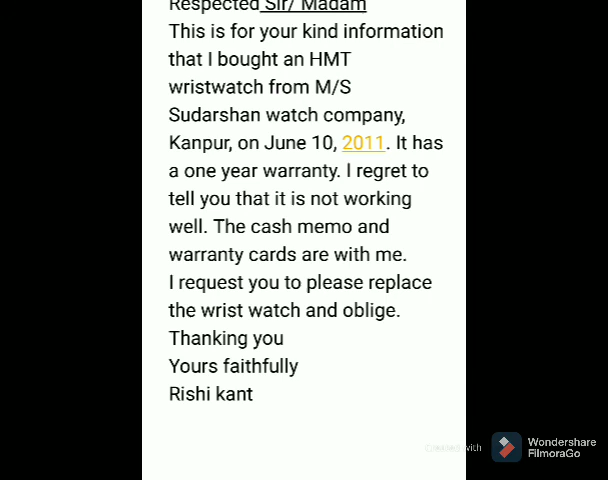 Respected Sir/ Madam
This is for your kind information
that I bought an HMT
wristwatch from M/S
Sudarshan watch company,
Kanpur, on June 10, 2011. It has
a one year warranty. I regret to
tell you that it is not working
well. The cash memo and
warranty cards are with me.
I request you to please replace
the wrist watch and oblige.
Thanking you
Yours faithfully
Rishi kant
Created with
Wondershare
FilmoraGo